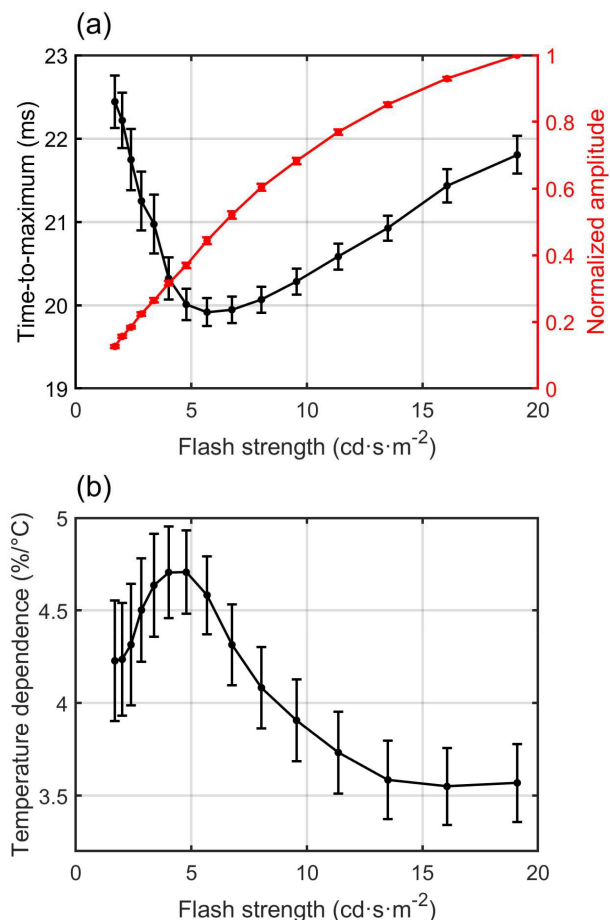 (a)
23
22
21
20
19
Time-to-maximum (ms)
1
0.8
0.6
0.4
0.2
0
Normalized amplitude
0 5 10 15 20
Flash strength (cd·s·m⁻²)
(b)
5
4.5
4
3.5
Temperature dependence (%/°C)
0 5 10 15 20
Flash strength (cd·s·m⁻²)